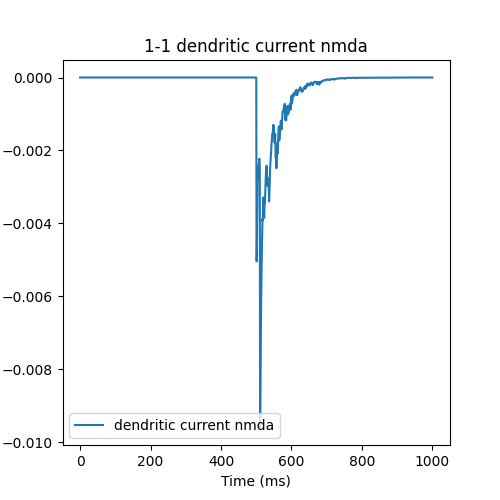 1-1 dendritic current nmda
0.000
−0.002
−0.004
−0.006
−0.008
−0.010
dendritic current nmda
0 200 400 600 800 1000
Time (ms)